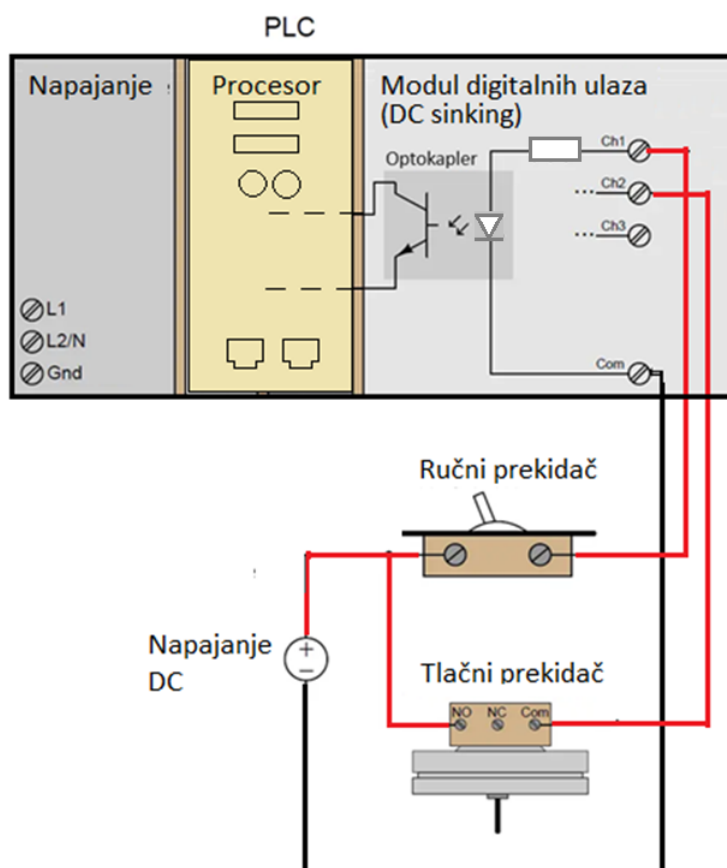 PLC
Napajanje
Procesor
Modul digitalnih ulaza
(DC sinking)
Optokapler
Ch1
Ch2
Ch3
L1
L2/N
Gnd
Com
Ručni prekidač
Napajanje
DC
Tlačni prekidač
NO NC Com